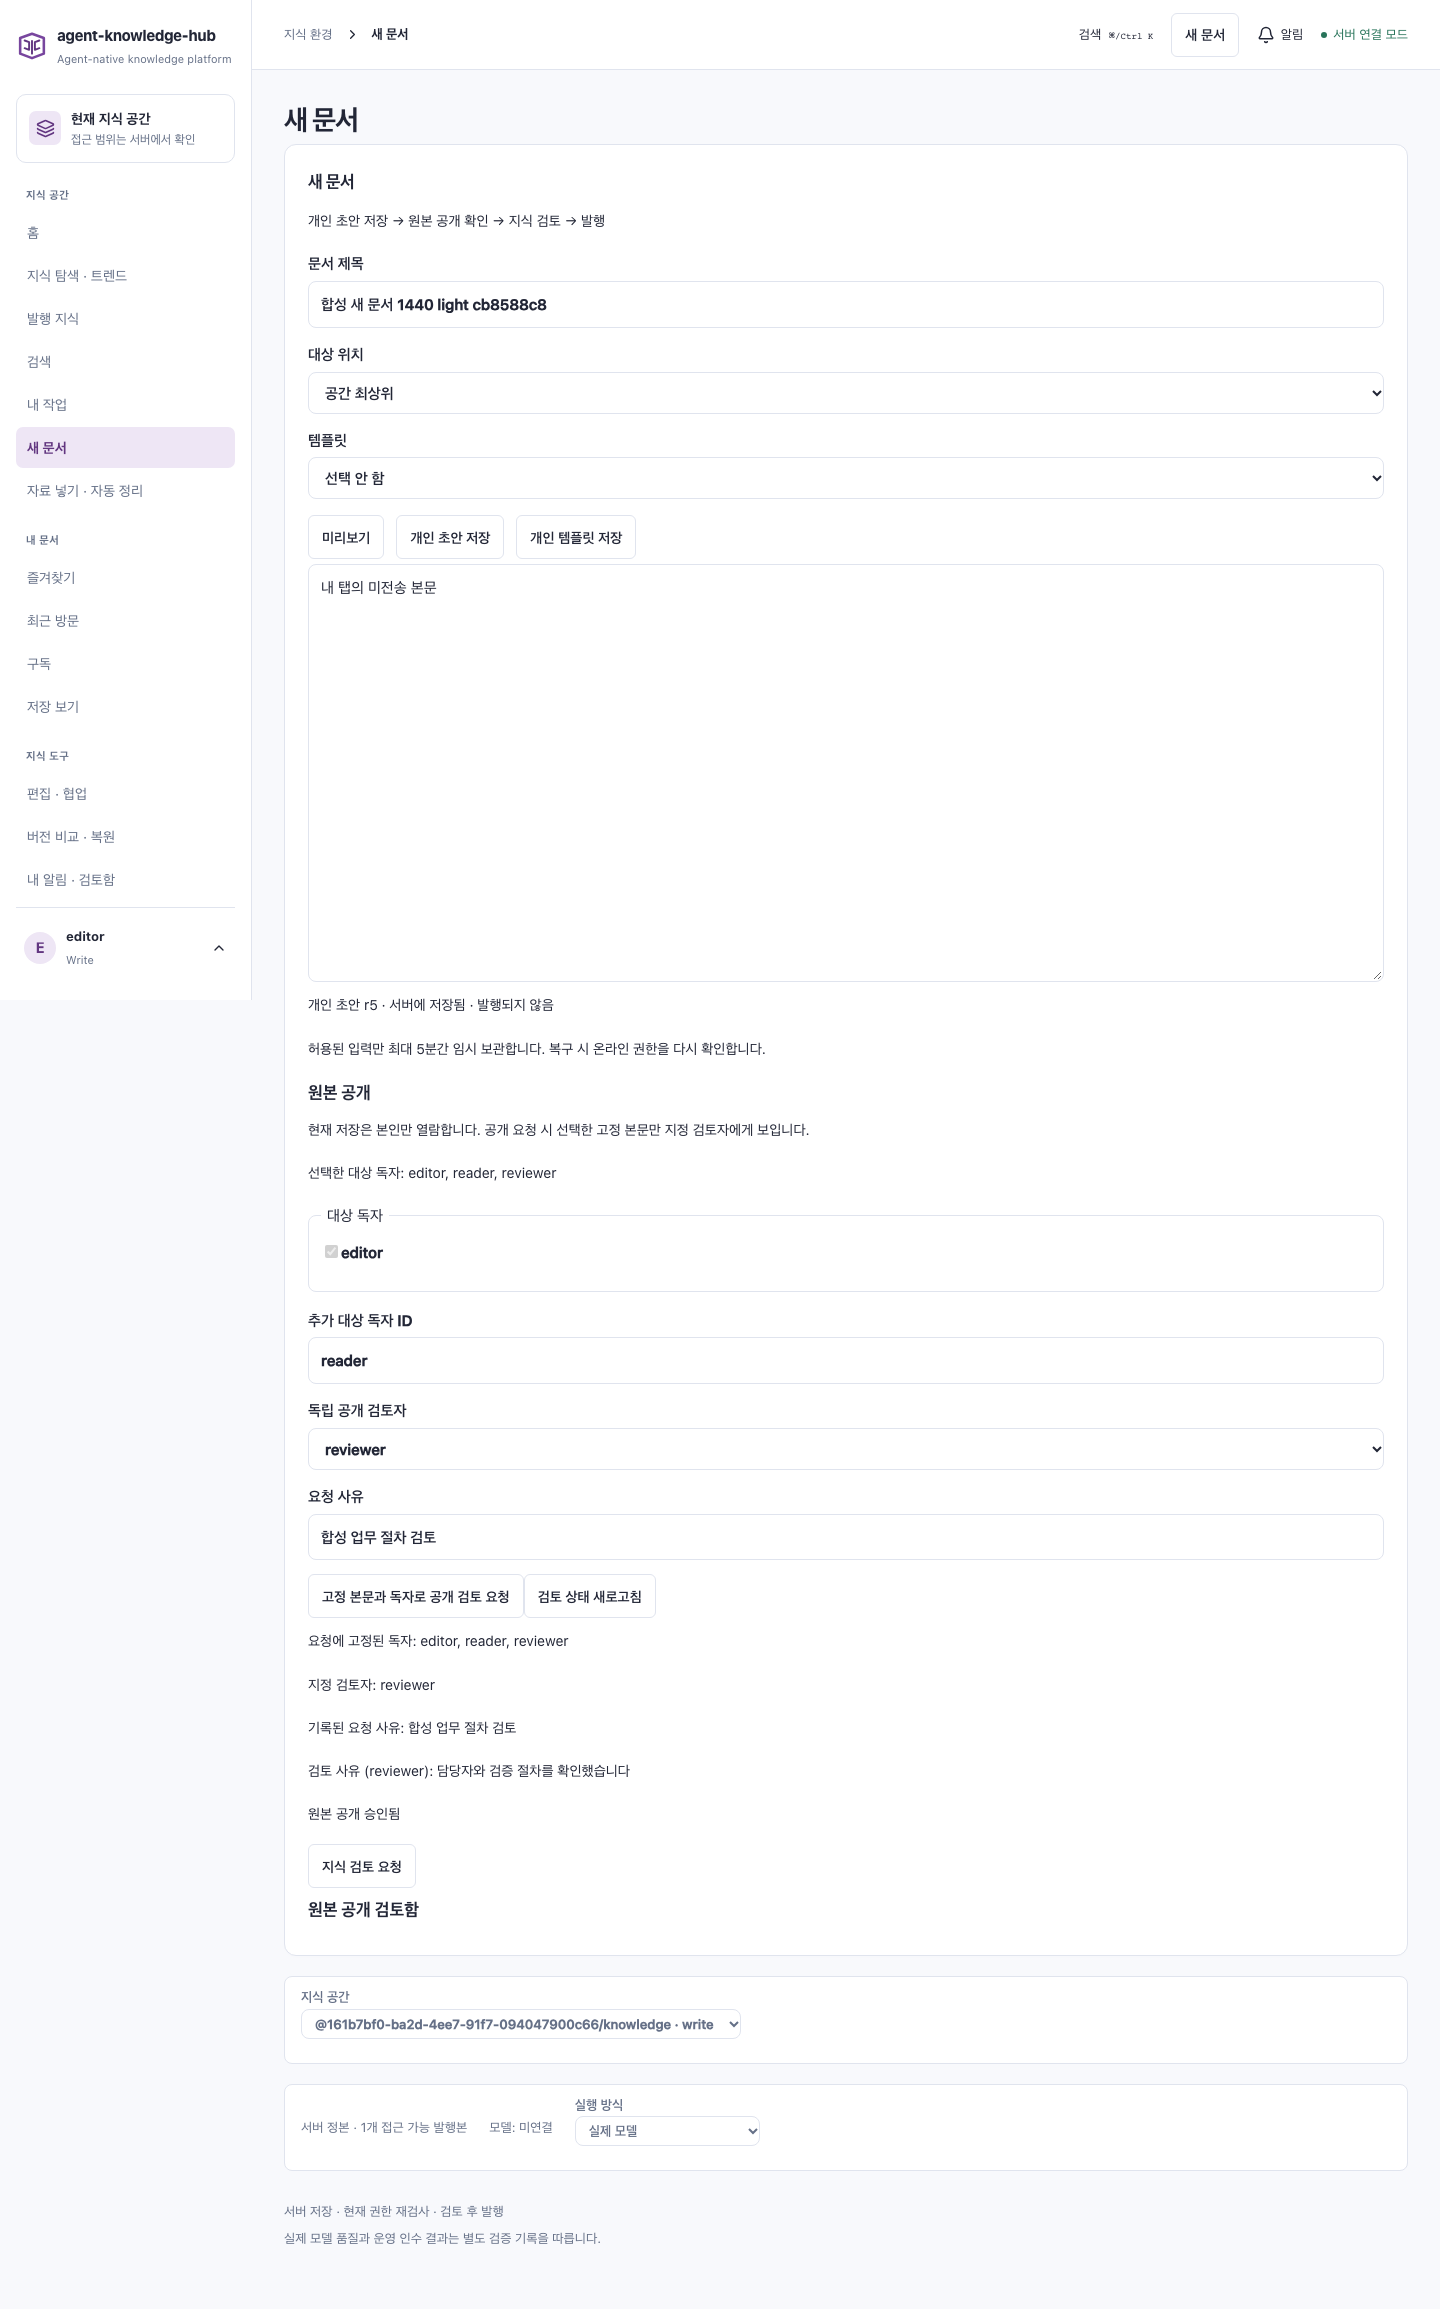 agent-knowledge-hub
Agent-native knowledge platform
현재 지식 공간
접근 범위는 서버에서 확인
지식 공간
홈
지식 탐색 · 트렌드
발행 지식
검색
내 작업
새 문서
자료 넣기 · 자동 정리
내 문서
즐겨찾기
최근 방문
구독
저장 보기
지식 도구
편집 · 협업
버전 비교 · 복원
내 알림 · 검토함
E
editor
Write
지식 환경
새 문서
검색 ⌘/Ctrl K
새 문서
알림
서버 연결 모드
새 문서
새 문서
개인 초안 저장 → 원본 공개 확인 → 지식 검토 → 발행
문서 제목
합성 새 문서 1440 light cb8588c8
대상 위치
공간 최상위
템플릿
선택 안 함
미리보기
개인 초안 저장
개인 템플릿 저장
내 탭의 미전송 본문
개인 초안 r5 · 서버에 저장됨 · 발행되지 않음
허용된 입력만 최대 5분간 임시 보관합니다. 복구 시 온라인 권한을 다시 확인합니다.
원본 공개
현재 저장은 본인만 열람합니다. 공개 요청 시 선택한 고정 본문만 지정 검토자에게 보입니다.
선택한 대상 독자: editor, reader, reviewer
대상 독자
editor
추가 대상 독자 ID
reader
독립 공개 검토자
reviewer
요청 사유
합성 업무 절차 검토
고정 본문과 독자로 공개 검토 요청
검토 상태 새로고침
요청에 고정된 독자: editor, reader, reviewer
지정 검토자: reviewer
기록된 요청 사유: 합성 업무 절차 검토
검토 사유 (reviewer): 담당자와 검증 절차를 확인했습니다
원본 공개 승인됨
지식 검토 요청
원본 공개 검토함
지식 공간
@161b7bf0-ba2d-4ee7-91f7-094047900c66/knowledge · write
서버 정본 · 1개 접근 가능 발행본
모델: 미연결
실행 방식
실제 모델
서버 저장 · 현재 권한 재검사 · 검토 후 발행
실제 모델 품질과 운영 인수 결과는 별도 검증 기록을 따릅니다.